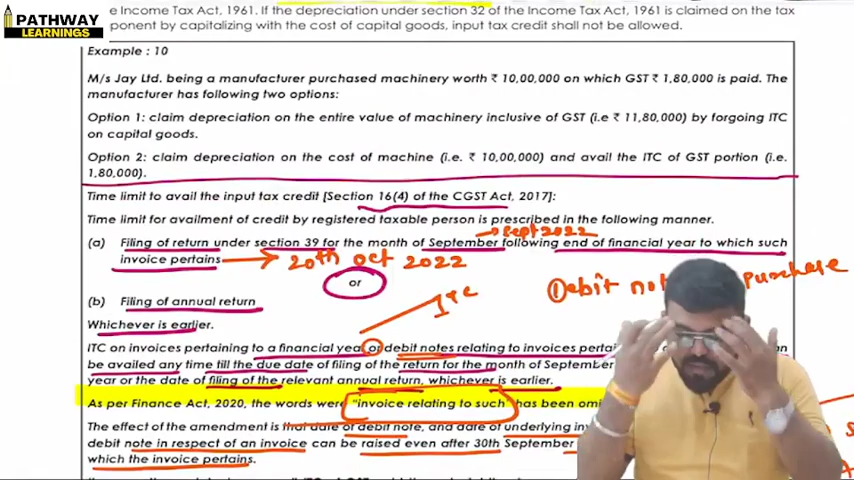 PATHWAY
LEARNINGS
e Income Tax Act, 1961. If the depreciation under section 32 of the Income Tax Act, 1961 is claimed on the tax
ponent by capitalizing with the cost of capital goods, input tax credit shall not be allowed.
Example : 10
M/s Jay Ltd. being a manufacturer purchased machinery worth ₹ 10,00,000 on which GST ₹ 1,80,000 is paid. The
manufacturer has following two options:
Option 1: claim depreciation on the entire value of machinery inclusive of GST (i.e ₹ 11,80,000) by forgoing ITC
on capital goods.
Option 2: claim depreciation on the cost of machine (i.e. ₹ 10,00,000) and avail the ITC of GST portion (i.e.
1,80,000).
Time limit to avail the input tax credit [Section 16(4) of the CGST Act, 2017]:
Time limit for availment of credit by registered taxable person is prescribed in the following manner.
Sept 2022
(a) Filing of return under section 39 for the month of September following end of financial year to which such
invoice pertains 20th Oct 2022
or
Debit not Purchase
(b) Filing of annual return
Whichever is earlier.
ITC on invoices pertaining to a financial year or debit notes relating to invoices pertai
be availed any time till the due date of filing of the return for the month of September
year or the date of filing of the relevant annual return, whichever is earlier.
As per Finance Act, 2020, the words were "invoice relating to such" has been omi
The effect of the amendment is that date of debit note, and date of underlying inv
debit note in respect of an invoice can be raised even after 30th September
which the invoice pertains.